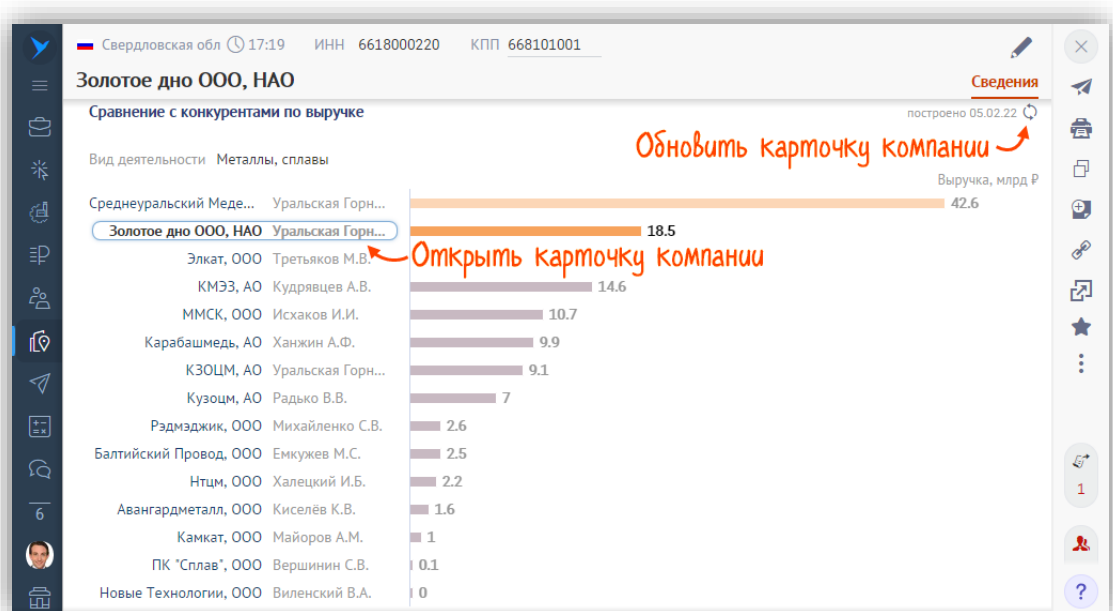 Свердловская обл 17:19 ИНН 6618000220 КПП 668101001
Золотое дно ООО, НАО
Сведения
Сравнение с конкурентами по выручке
построено 05.02.22
Обновить карточку компании
Вид деятельности Металлы, сплавы
Выручка, млрд ₽
Среднеуральский Меде... Уральская Горн... 42.6
Золотое дно ООО, НАО Уральская Горн... 18.5
Открыть карточку компании
Элкат, ООО Третьяков М.В.
КМЭЗ, АО Кудрявцев А.В. 14.6
ММСК, ООО Исхаков И.И. 10.7
Карабашмедь, АО Ханжин А.Ф. 9.9
КЗОЦМ, АО Уральская Горн... 9.1
Кузоцм, АО Радько В.В. 7
Рэдмэджик, ООО Михайленко С.В. 2.6
Балтийский Провод, ООО Емкужев М.С. 2.5
Нтцм, ООО Халецкий И.Б. 2.2
Авангардметалл, ООО Киселёв К.В. 1.6
Камкат, ООО Майоров А.М. 1
ПК "Сплав", ООО Вершинин С.В. 0.1
Новые Технологии, ООО Виленский В.А. 0
6
1
?